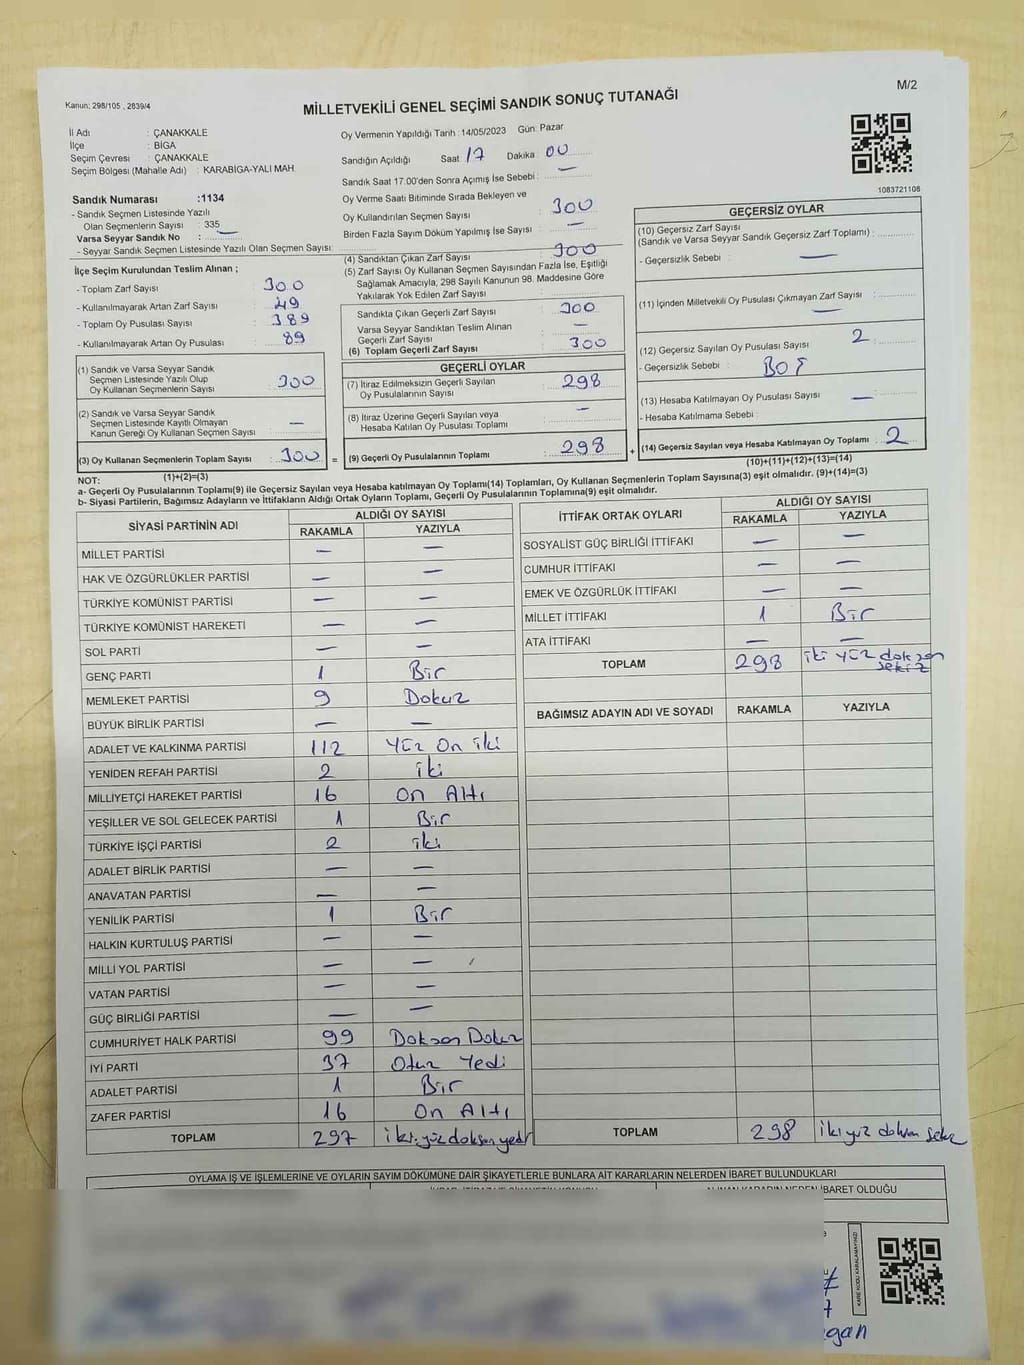 M/2
Kanun: 298/105 , 2839/4
MİLLETVEKİLİ GENEL SEÇİMİ SANDIK SONUÇ TUTANAĞI
İl Adı : ÇANAKKALE
İlçe : BİGA
Seçim Çevresi : ÇANAKKALE
Seçim Bölgesi (Mahalle Adı) : KARABİGA-YALI MAH.
Sandık Numarası :1134
- Sandık Seçmen Listesinde Yazılı
Olan Seçmenlerin Sayısı : 335
Varsa Seyyar Sandık No : —
- Seyyar Sandık Seçmen Listesinde Yazılı Olan Seçmen Sayısı:
Oy Vermenin Yapıldığı Tarih :14/05/2023 Gün: Pazar
Sandığın Açıldığı Saat 17 Dakika 00
Sandık Saat 17.00'den Sonra Açımış İse Sebebi : —
Oy Verme Saati Bitiminde Sırada Bekleyen ve
Oy Kullandırılan Seçmen Sayısı : 300
Birden Fazla Sayım Döküm Yapılmış İse Sayısı : —
1083721108
İlçe Seçim Kurulundan Teslim Alınan ;
- Toplam Zarf Sayısı : 300
- Kullanılmayarak Artan Zarf Sayısı : 49
- Toplam Oy Pusulası Sayısı : 389
- Kullanılmayarak Artan Oy Pusulası : 89
(1) Sandık ve Varsa Seyyar Sandık
Seçmen Listesinde Yazılı Olup
Oy Kullanan Seçmenlerin Sayısı : 300
(2) Sandık ve Varsa Seyyar Sandık
Seçmen Listesinde Kayıtlı Olmayan
Kanun Gereği Oy Kullanan Seçmen Sayısı : —
(3) Oy Kullanan Seçmenlerin Toplam Sayısı : 300
(4) Sandıktan Çıkan Zarf Sayısı : 300
(5) Zarf Sayısı Oy Kullanan Seçmen Sayısından Fazla İse, Eşitliği
Sağlamak Amacıyla, 298 Sayılı Kanunun 98. Maddesine Göre
Yakılarak Yok Edilen Zarf Sayısı :
Sandıkta Çıkan Geçerli Zarf Sayısı : 300
Varsa Seyyar Sandıktan Teslim Alınan
Geçerli Zarf Sayısı : —
(6) Toplam Geçerli Zarf Sayısı : 300
GEÇERLİ OYLAR
(7) İtiraz Edilmeksizin Geçerli Sayılan
Oy Pusulalarının Sayısı : 298
(8) İtiraz Üzerine Geçerli Sayılan veya
Hesaba Katılan Oy Pusulası Toplamı : —
= (9) Geçerli Oy Pusulalarının Toplamı : 298
GEÇERSİZ OYLAR
(10) Geçersiz Zarf Sayısı
(Sandık ve Varsa Seyyar Sandık Geçersiz Zarf Toplamı) :
- Geçersizlik Sebebi : —
(11) İçinden Milletvekili Oy Pusulası Çıkmayan Zarf Sayısı : —
(12) Geçersiz Sayılan Oy Pusulası Sayısı : 2
- Geçersizlik Sebebi : BOŞ
(13) Hesaba Katılmayan Oy Pusulası Sayısı : —
- Hesaba Katılmama Sebebi :
+ (14) Geçersiz Sayılan veya Hesaba Katılmayan Oy Toplamı : 2
(10)+(11)+(12)+(13)=(14)
NOT: (1)+(2)=(3)
a- Geçerli Oy Pusulalarının Toplamı(9) ile Geçersiz Sayılan veya Hesaba katılmayan Oy Toplamı(14) Toplamları, Oy Kullanan Seçmenlerin Toplam Sayısına(3) eşit olmalıdır. (9)+(14)=(3)
b- Siyasi Partilerin, Bağımsız Adayların ve İttifakların Aldığı Ortak Oyların Toplamı, Geçerli Oy Pusulalarının Toplamına(9) eşit olmalıdır.
SİYASİ PARTİNİN ADI ALDIĞI OY SAYISI
RAKAMLA YAZIYLA
MİLLET PARTİSİ — —
HAK VE ÖZGÜRLÜKLER PARTİSİ — —
TÜRKİYE KOMÜNİST PARTİSİ — —
TÜRKİYE KOMÜNİST HAREKETİ — —
SOL PARTİ — —
GENÇ PARTİ 1 Bir
MEMLEKET PARTİSİ 9 Dokuz
BÜYÜK BİRLİK PARTİSİ — —
ADALET VE KALKINMA PARTİSİ 112 Yüz On iki
YENİDEN REFAH PARTİSİ 2 iki
MİLLİYETÇİ HAREKET PARTİSİ 16 On Altı
YEŞİLLER VE SOL GELECEK PARTİSİ 1 Bir
TÜRKİYE İŞÇİ PARTİSİ 2 iki
ADALET BİRLİK PARTİSİ — —
ANAVATAN PARTİSİ — —
YENİLİK PARTİSİ 1 Bir
HALKIN KURTULUŞ PARTİSİ — —
MİLLİ YOL PARTİSİ — —
VATAN PARTİSİ — —
GÜÇ BİRLİĞİ PARTİSİ — —
CUMHURİYET HALK PARTİSİ 99 Doksan Dokuz
İYİ PARTİ 37 Otuz Yedi
ADALET PARTİSİ 1 Bir
ZAFER PARTİSİ 16 On Altı
TOPLAM 297 iki yüz doksan yedi
İTTİFAK ORTAK OYLARI ALDIĞI OY SAYISI
RAKAMLA YAZIYLA
SOSYALİST GÜÇ BİRLİĞİ İTTİFAKI — —
CUMHUR İTTİFAKI — —
EMEK VE ÖZGÜRLÜK İTTİFAKI — —
MİLLET İTTİFAKI 1 Bir
ATA İTTİFAKI — —
TOPLAM 298 iki yüz doksan sekiz
BAĞIMSIZ ADAYIN ADI VE SOYADI RAKAMLA YAZIYLA
TOPLAM 298 iki yüz doksan sekiz
OYLAMA İŞ VE İŞLEMLERİNE VE OYLARIN SAYIM DÖKÜMÜNE DAİR ŞİKAYETLERLE BUNLARA AİT KARARLARIN NELERDEN İBARET BULUNDUKLARI
İBARET OLDUĞU
KARE KODU KARALAMAYINIZ